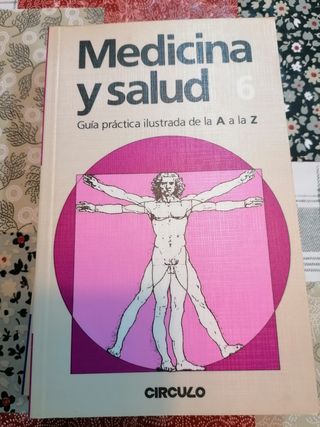 Medicina
y salud 6
Guía práctica ilustrada de la A a la Z
CIRCULO